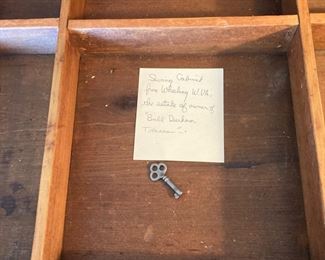 Sewing Cabinet
from Wheeling W.VA.
the estate of owner of
"Bull Durham
Tobacco"